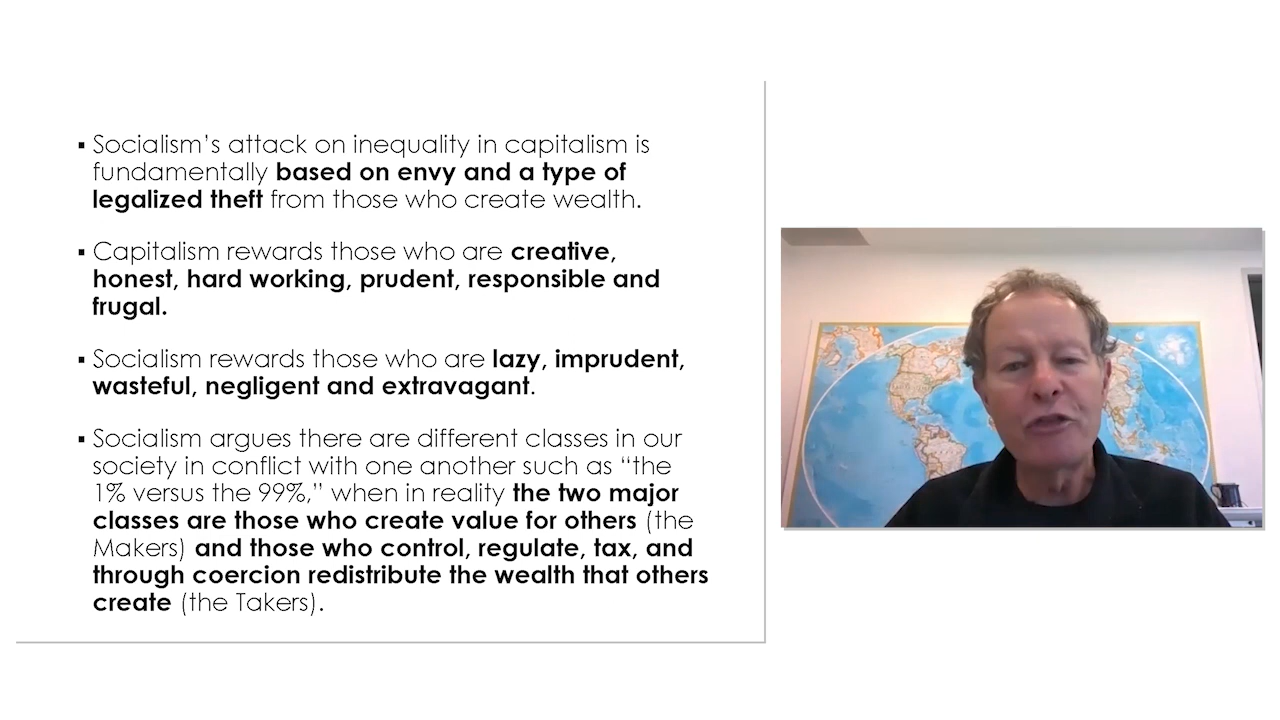 ▪ Socialism’s attack on inequality in capitalism is
fundamentally based on envy and a type of
legalized theft from those who create wealth.
▪ Capitalism rewards those who are creative,
honest, hard working, prudent, responsible and
frugal.
▪ Socialism rewards those who are lazy, imprudent,
wasteful, negligent and extravagant.
▪ Socialism argues there are different classes in our
society in conflict with one another such as “the
1% versus the 99%,” when in reality the two major
classes are those who create value for others (the
Makers) and those who control, regulate, tax, and
through coercion redistribute the wealth that others
create (the Takers).